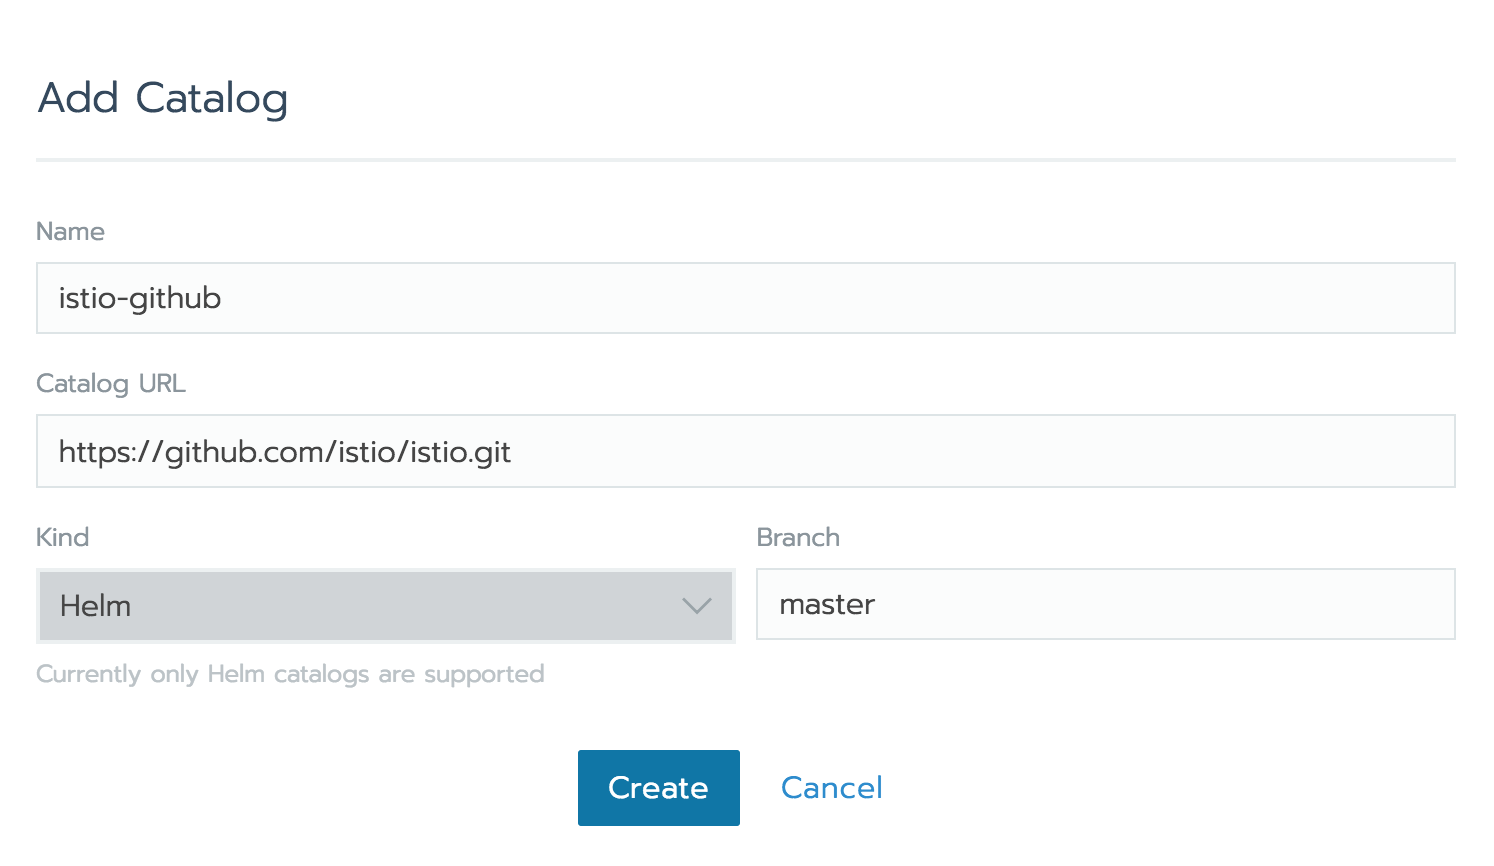 Add Catalog
Name
istio-github
Catalog URL
https://github.com/istio/istio.git
Kind
Branch
Helm
master
Currently only Helm catalogs are supported
Create
Cancel